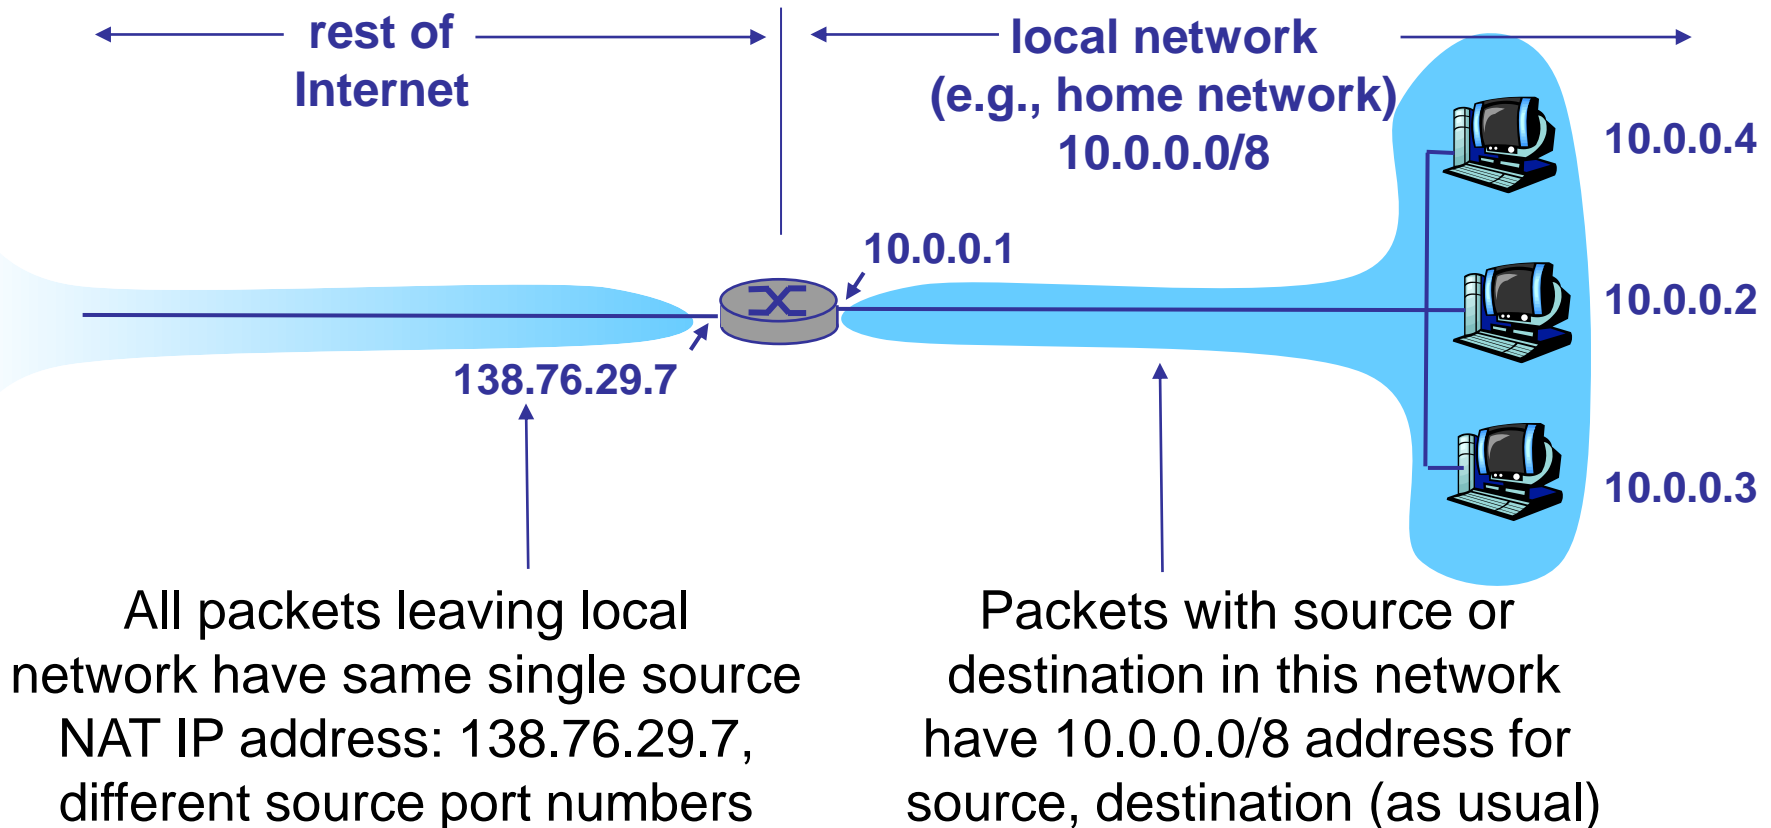 rest of
Internet
local network
(e.g., home network)
10.0.0.0/8
10.0.0.4
10.0.0.1
10.0.0.2
138.76.29.7
10.0.0.3
All packets leaving local
network have same single source
NAT IP address: 138.76.29.7,
different source port numbers
Packets with source or
destination in this network
have 10.0.0.0/8 address for
source, destination (as usual)